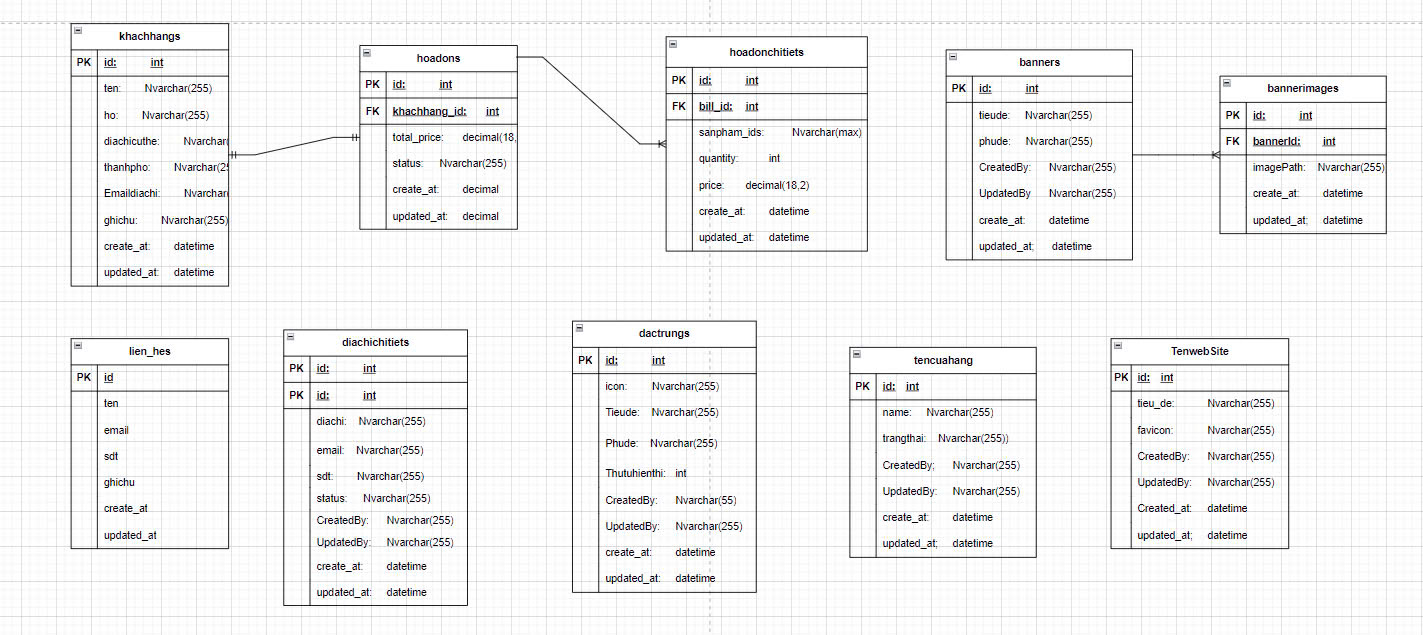 khachhangs
PK id: int
ten: Nvarchar(255)
ho: Nvarchar(255)
diachicuthe: Nvarchar(
thanhpho: Nvarchar(25
Emaildiachi: Nvarchar
ghichu: Nvarchar(255)
create_at: datetime
updated_at: datetime
hoadons
PK id: int
FK khachhang_id: int
total_price: decimal(18,
status: Nvarchar(255)
create_at: decimal
updated_at: decimal
hoadonchitiets
PK id: int
FK bill_id: int
sanpham_ids: Nvarchar(max)
quantity: int
price: decimal(18,2)
create_at: datetime
updated_at: datetime
banners
PK id: int
tieude: Nvarchar(255)
phude: Nvarchar(255)
CreatedBy: Nvarchar(255)
UpdatedBy Nvarchar(255)
create_at: datetime
updated_at; datetime
bannerimages
PK id: int
FK bannerId: int
imagePath: Nvarchar(255)
create_at: datetime
updated_at; datetime
lien_hes
PK id
ten
email
sdt
ghichu
create_at
updated_at
diachichitiets
PK id: int
PK id: int
diachi: Nvarchar(255)
email: Nvarchar(255)
sdt: Nvarchar(255)
status: Nvarchar(255)
CreatedBy: Nvarchar(255)
UpdatedBy: Nvarchar(255)
create_at: datetime
updated_at: datetime
dactrungs
PK id: int
icon: Nvarchar(255)
Tieude: Nvarchar(255)
Phude: Nvarchar(255)
Thutuhienthi: int
CreatedBy: Nvarchar(55)
UpdatedBy: Nvarchar(255)
create_at: datetime
updated_at: datetime
tencuahang
PK id: int
name: Nvarchar(255)
trangthai: Nvarchar(255))
CreatedBy; Nvarchar(255)
UpdatedBy: Nvarchar(255)
create_at: datetime
updated_at; datetime
TenwebSite
PK id: int
tieu_de: Nvarchar(255)
favicon: Nvarchar(255)
CreatedBy: Nvarchar(255)
UpdatedBy: Nvarchar(255)
Created_at: datetime
updated_at; datetime